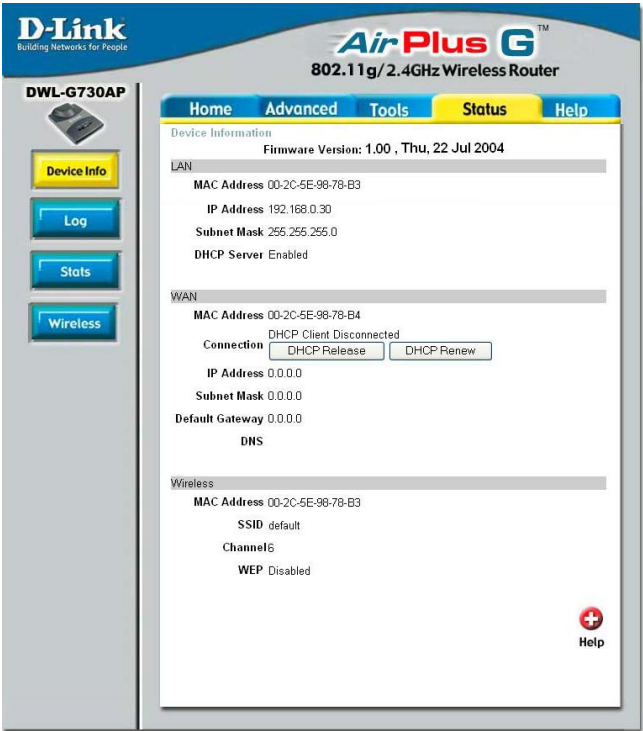 D-Link
Building Networks for People
Air Plus G™
802.11g/2.4GHz Wireless Router
DWL-G730AP
Home Advanced Tools Status Help
Device Info
Log
Stats
Wireless
Device Information
Firmware Version: 1.00 , Thu, 22 Jul 2004
LAN
MAC Address 00-2C-5E-98-78-B3
IP Address 192.168.0.30
Subnet Mask 255.255.255.0
DHCP Server Enabled
WAN
MAC Address 00-2C-5E-98-78-B4
DHCP Client Disconnected
Connection DHCP Release DHCP Renew
IP Address 0.0.0.0
Subnet Mask 0.0.0.0
Default Gateway 0.0.0.0
DNS
Wireless
MAC Address 00-2C-5E-98-78-B3
SSID default
Channel 6
WEP Disabled
Help